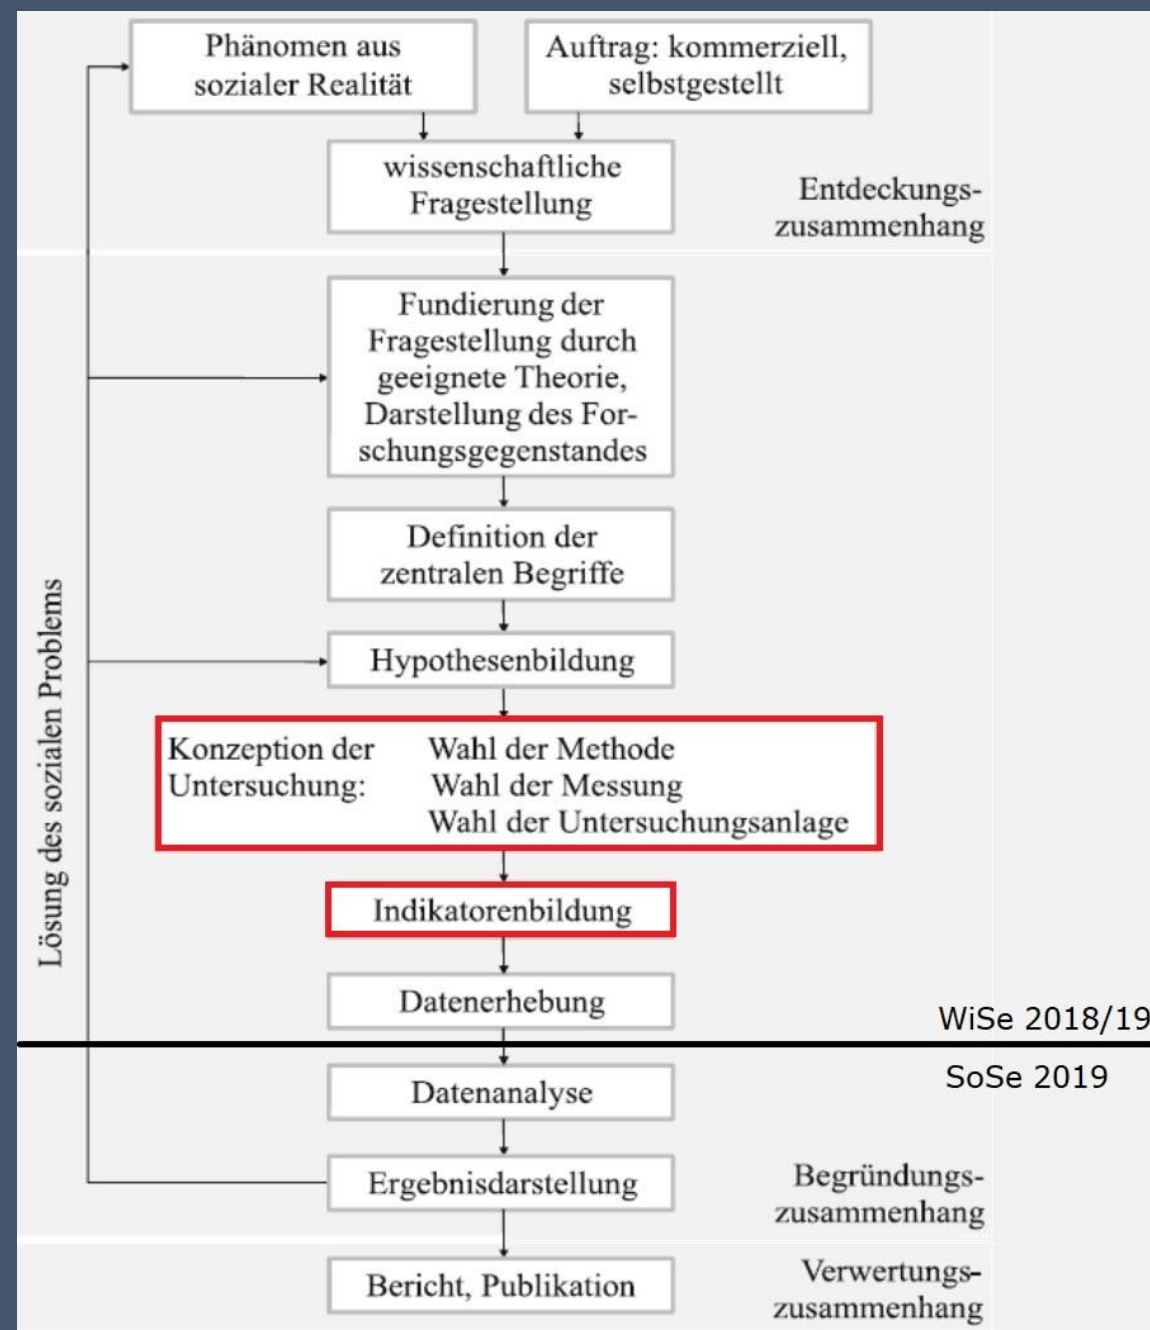 Phänomen aus
sozialer Realität
Auftrag: kommerziell,
selbstgestellt
wissenschaftliche
Fragestellung
Entdeckungs-
zusammenhang
Fundierung der
Fragestellung durch
geeignete Theorie,
Darstellung des For-
schungsgegenstandes
Definition der
zentralen Begriffe
Hypothesenbildung
Lösung des sozialen Problems
Konzeption der
Untersuchung:
Wahl der Methode
Wahl der Messung
Wahl der Untersuchungsanlage
Indikatorenbildung
Datenerhebung
WiSe 2018/19
SoSe 2019
Datenanalyse
Ergebnisdarstellung
Begründungs-
zusammenhang
Bericht, Publikation
Verwertungs-
zusammenhang